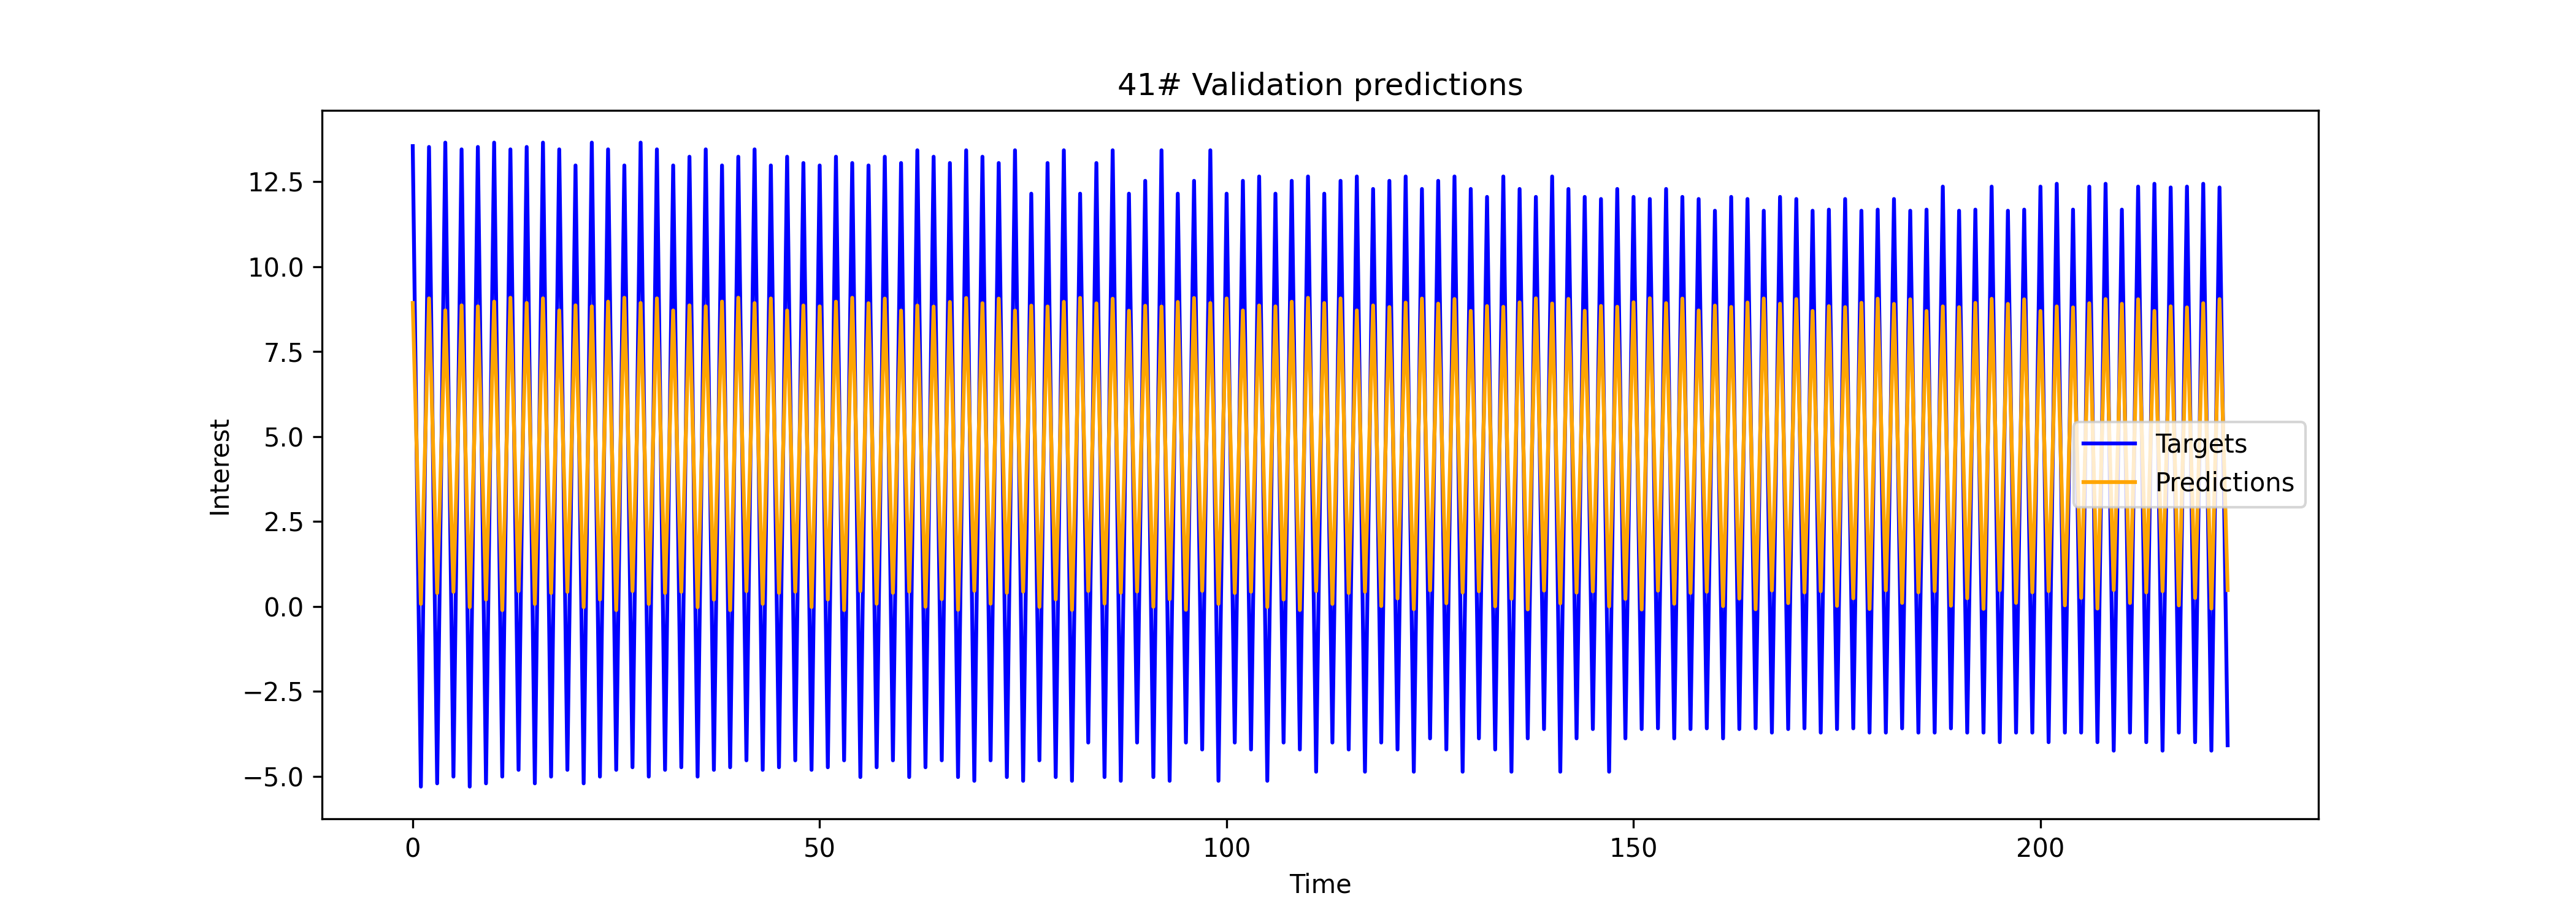 41# Validation predictions
Interest
12.5
10.0
7.5
5.0
2.5
0.0
−2.5
−5.0
Targets
Predictions
0 50 100 150 200
Time